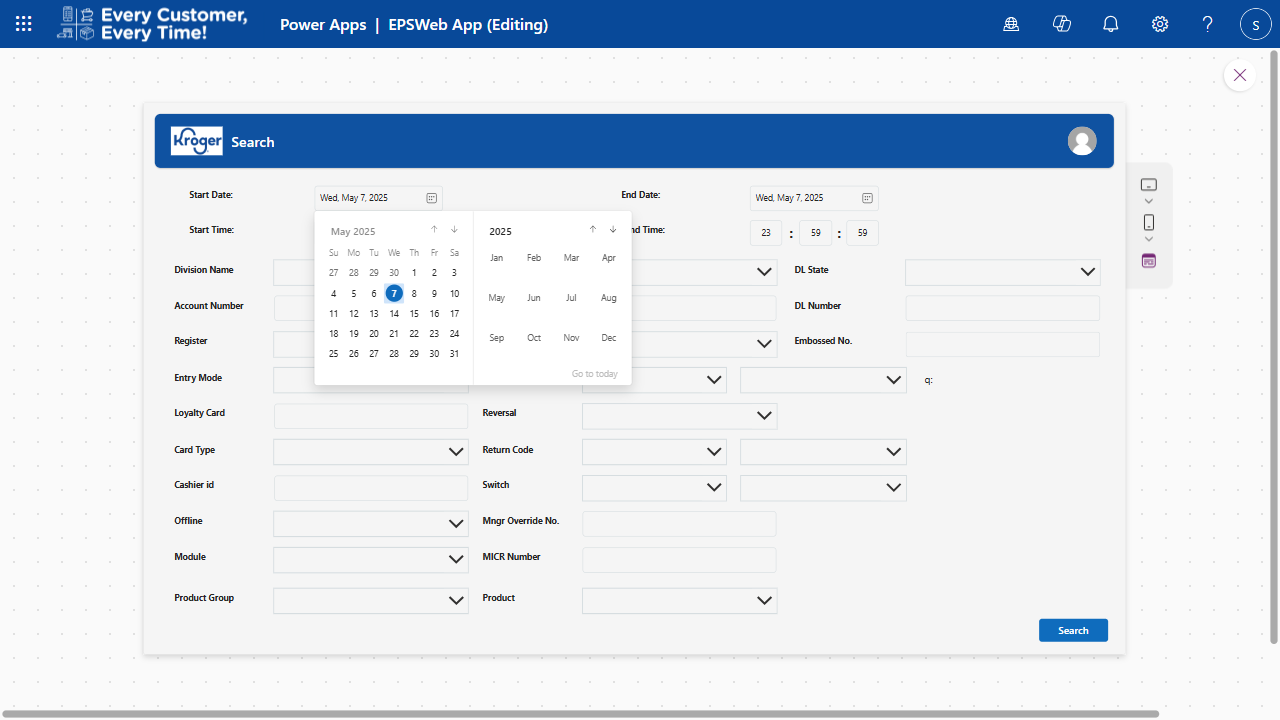 Every Customer,
Every Time!
Power Apps | EPSWeb App (Editing)
S
Kroger
Search
Start Date:
Wed, May 7, 2025
End Date:
Wed, May 7, 2025
Start Time:
nd Time:
23 : 59 : 59
May 2025
Su Mo Tu We Th Fr Sa
27 28 29 30 1 2 3
4 5 6 7 8 9 10
11 12 13 14 15 16 17
18 19 20 21 22 23 24
25 26 27 28 29 30 31
2025
Jan Feb Mar Apr
May Jun Jul Aug
Sep Oct Nov Dec
Go to today
Division Name
DL State
Account Number
DL Number
Register
Embossed No.
Entry Mode
q:
Loyalty Card
Reversal
Card Type
Return Code
Cashier id
Switch
Offline
Mngr Override No.
Module
MICR Number
Product Group
Product
Search